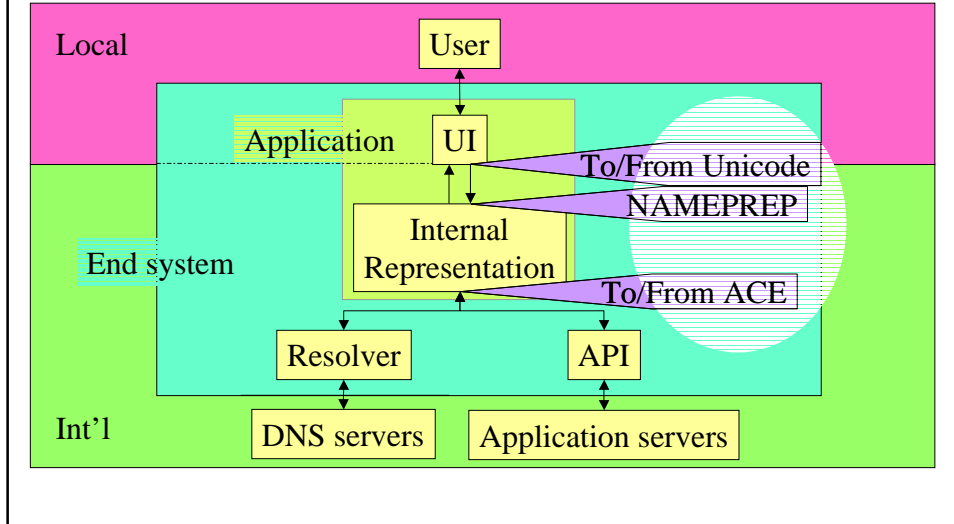 Local
User
Application
UI
To/From Unicode
NAMEPREP
Internal
Representation
End system
To/From ACE
Resolver
API
Int’l
DNS servers
Application servers